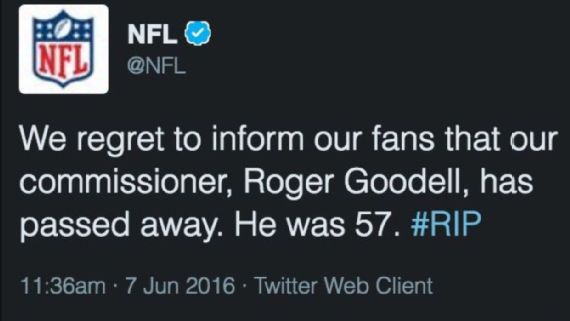 NFL
NFL
@NFL
We regret to inform our fans that our
commissioner, Roger Goodell, has
passed away. He was 57. #RIP
11:36am · 7 Jun 2016 · Twitter Web Client